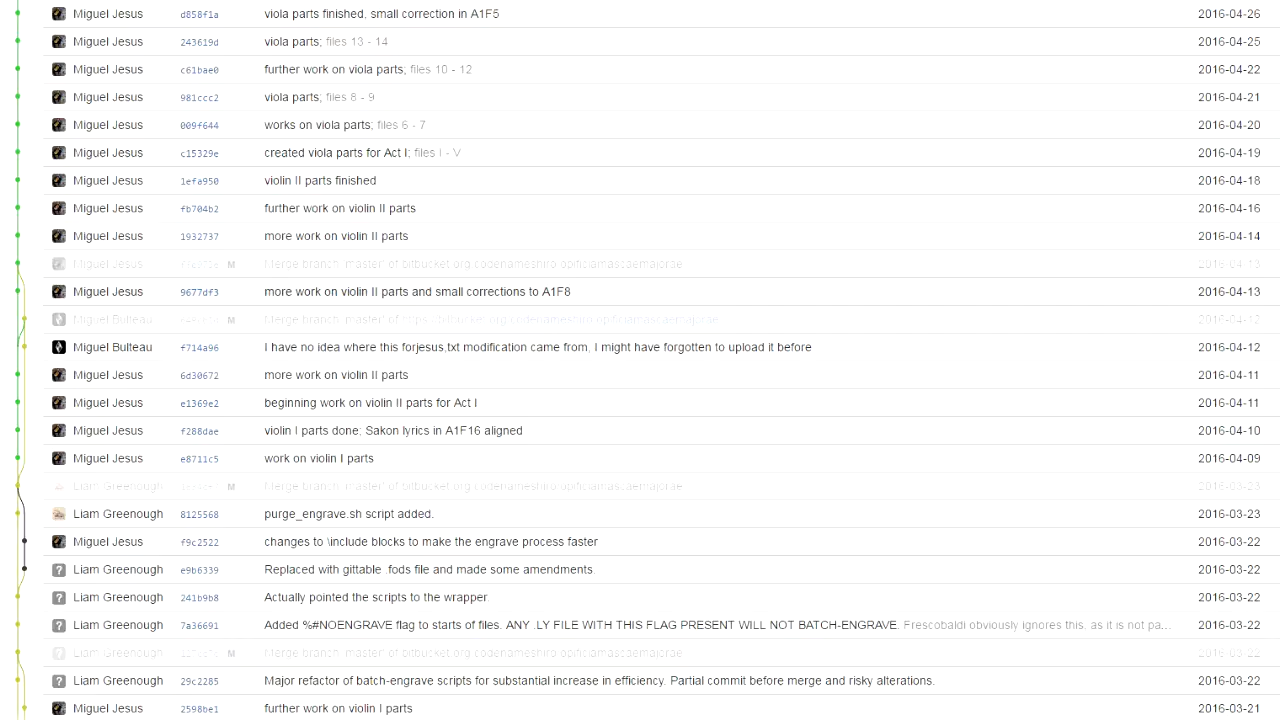 Miguel Jesus d858f1a viola parts finished, small correction in A1F5 2016-04-26
Miguel Jesus 243619d viola parts; files 13 - 14 2016-04-25
Miguel Jesus c61bae0 further work on viola parts; files 10 - 12 2016-04-22
Miguel Jesus 981ccc2 viola parts; files 8 - 9 2016-04-21
Miguel Jesus 009f644 works on viola parts; files 6 - 7 2016-04-20
Miguel Jesus c15329e created viola parts for Act I; files I - V 2016-04-19
Miguel Jesus 1efa950 violin II parts finished 2016-04-18
Miguel Jesus fb704b2 further work on violin II parts 2016-04-16
Miguel Jesus 1932737 more work on violin II parts 2016-04-14
Miguel Jesus M Merge branch 'master' of bitbucket.org:codenameshiro/opificiamascaemajorae 2016-04-13
Miguel Jesus 9677df3 more work on violin II parts and small corrections to A1F8 2016-04-13
Miguel Bulteau M Merge branch 'master' of https://bitbucket.org/codenameshiro/opificiamascaemajorae 2016-04-12
Miguel Bulteau f714a96 I have no idea where this forjesus,txt modification came from, I might have forgotten to upload it before 2016-04-12
Miguel Jesus 6d30672 more work on violin II parts 2016-04-11
Miguel Jesus e1369e2 beginning work on violin II parts for Act I 2016-04-11
Miguel Jesus f288dae violin I parts done; Sakon lyrics in A1F16 aligned 2016-04-10
Miguel Jesus e8711c5 work on violin I parts 2016-04-09
Liam Greenough M Merge branch 'master' of bitbucket.org:codenameshiro/opificiamascaemajorae 2016-03-23
Liam Greenough 8125568 purge_engrave.sh script added. 2016-03-23
Miguel Jesus f9c2522 changes to \include blocks to make the engrave process faster 2016-03-22
? Liam Greenough e9b6339 Replaced with gittable .fods file and made some amendments. 2016-03-22
? Liam Greenough 241b9b8 Actually pointed the scripts to the wrapper. 2016-03-22
? Liam Greenough 7a36691 Added %#NOENGRAVE flag to starts of files. ANY .LY FILE WITH THIS FLAG PRESENT WILL NOT BATCH-ENGRAVE. Frescobaldi obviously ignores this, as it is not pa... 2016-03-22
? Liam Greenough M Merge branch 'master' of bitbucket.org:codenameshiro/opificiamascaemajorae 2016-03-22
? Liam Greenough 29c2285 Major refactor of batch-engrave scripts for substantial increase in efficiency. Partial commit before merge and risky alterations. 2016-03-22
Miguel Jesus 2598be1 further work on violin I parts 2016-03-21